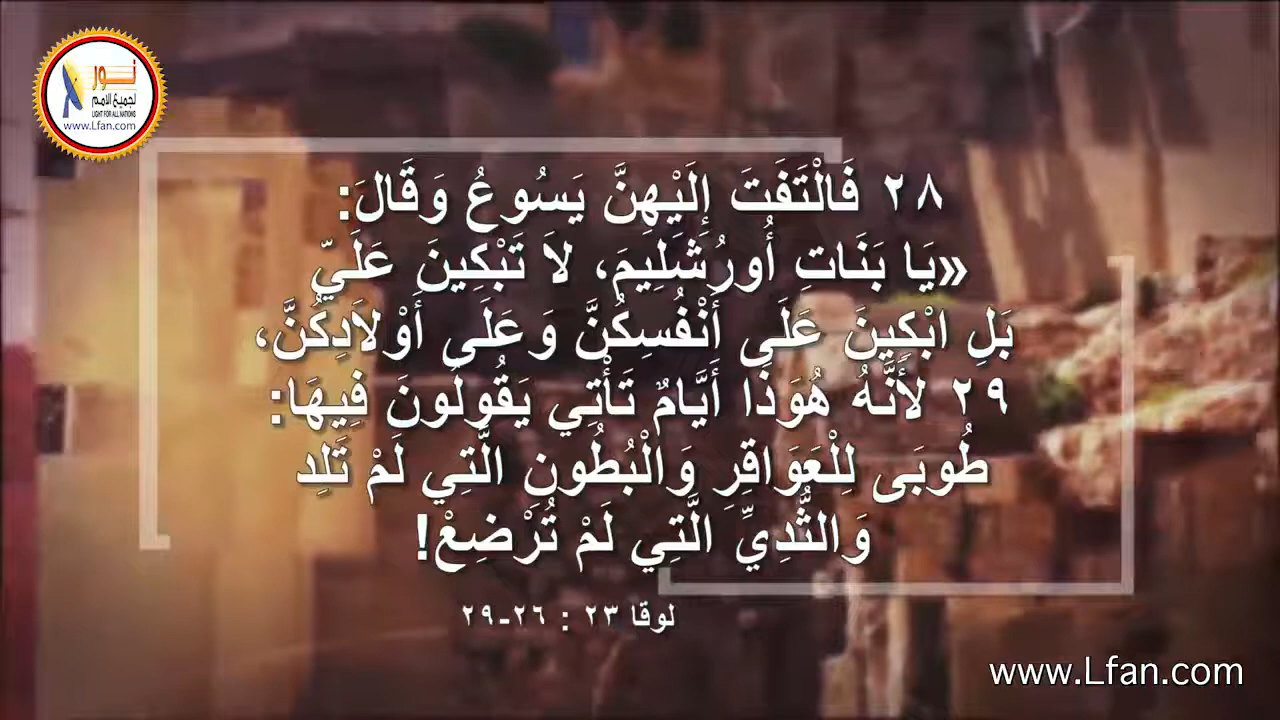 نور
لجميع الامم
LIGHT FOR ALL NATIONS
www.Lfan.com
٢٨ فَالْتَفَتَ إِلَيْهِنَّ يَسُوعُ وَقَالَ:
«يَا بَنَاتِ أُورُشَلِيمَ، لاَ تَبْكِينَ عَلَيَّ
بَلِ ابْكِينَ عَلَى أَنْفُسِكُنَّ وَعَلَى أَوْلاَدِكُنَّ،
٢٩ لأَنَّهُ هُوَذَا أَيَّامٌ تَأْتِي يَقُولُونَ فِيهَا:
طُوبَى لِلْعَوَاقِرِ وَالْبُطُونِ الَّتِي لَمْ تَلِدْ
وَالثُّدِيِّ الَّتِي لَمْ تُرْضِعْ!
لوقا ٢٣ : ٢٦-٢٩
www.Lfan.com